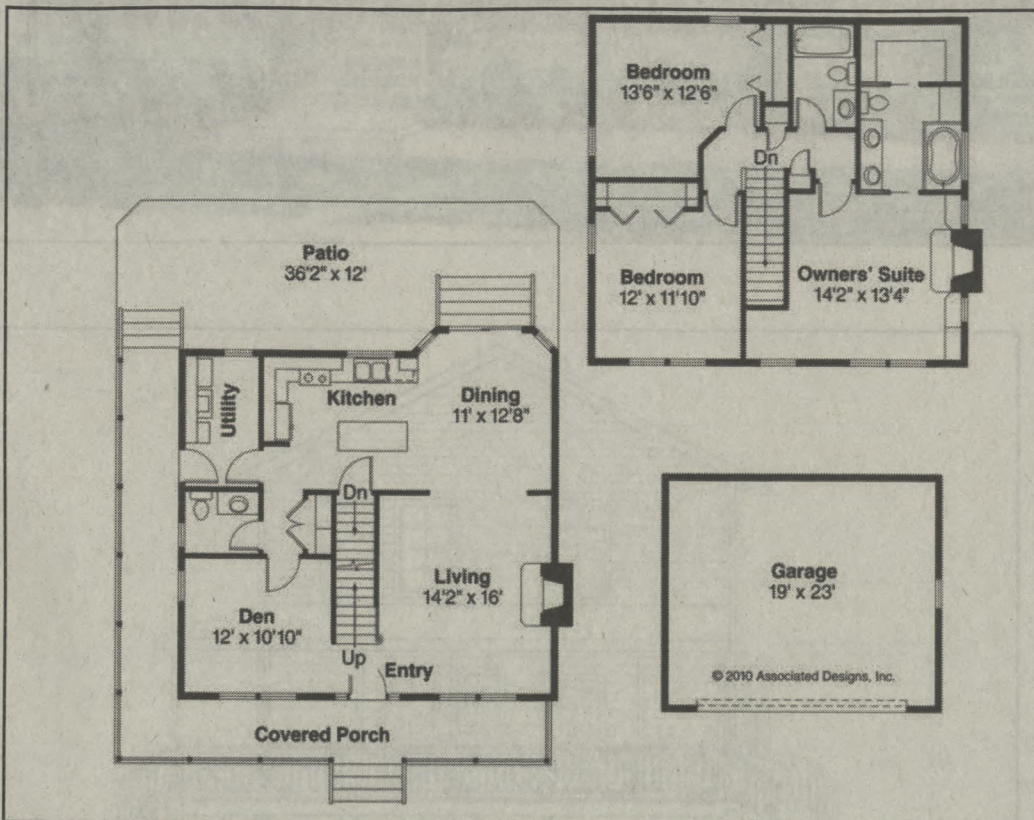 Bedroom
13'6" x 12'6"
Dn
Bedroom
12' x 11'10"
Owners' Suite
14'2" x 13'4"
Patio
36'2" x 12'
Utility
Kitchen
Dining
11' x 12'8"
Dn
Living
14'2" x 16'
Den
12' x 10'10"
Up
Entry
Covered Porch
Garage
19' x 23'
© 2010 Associated Designs, Inc.